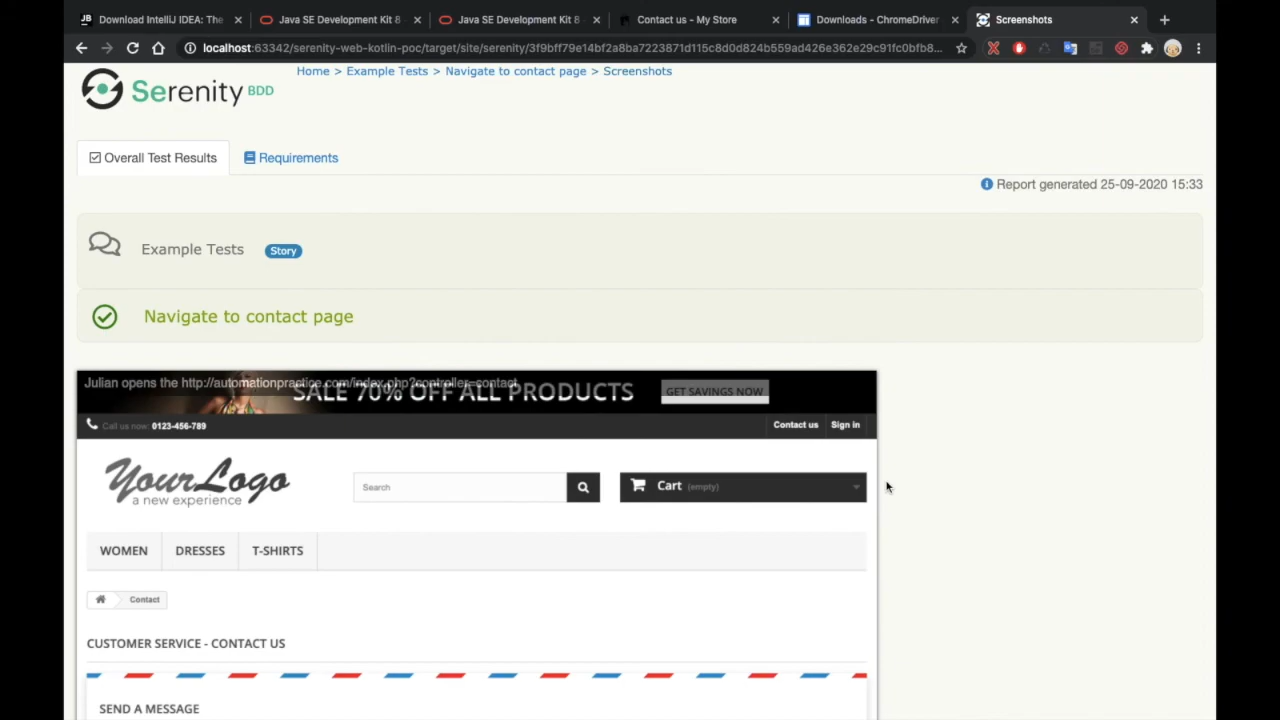 Download IntelliJ IDEA: The
Java SE Development Kit 8
Java SE Development Kit 8
Contact us - My Store
Downloads - ChromeDriver
Screenshots
localhost:63342/serenity-web-kotlin-poc/target/site/serenity/3f9bff79e14bf2a8ba7223871d115c8d0d824b559ad426e362e29c91fc0bfb8...
Serenity BDD
Home > Example Tests > Navigate to contact page > Screenshots
Overall Test Results
Requirements
Report generated 25-09-2020 15:33
Example Tests Story
Navigate to contact page
Julian opens the http://automationpractice.com/index.php?controller=contact
SALE 70% OFF ALL PRODUCTS
GET SAVINGS NOW
Call us now: 0123-456-789
Contact us
Sign in
YourLogo
a new experience
Search
Cart (empty)
WOMEN
DRESSES
T-SHIRTS
Contact
CUSTOMER SERVICE - CONTACT US
SEND A MESSAGE